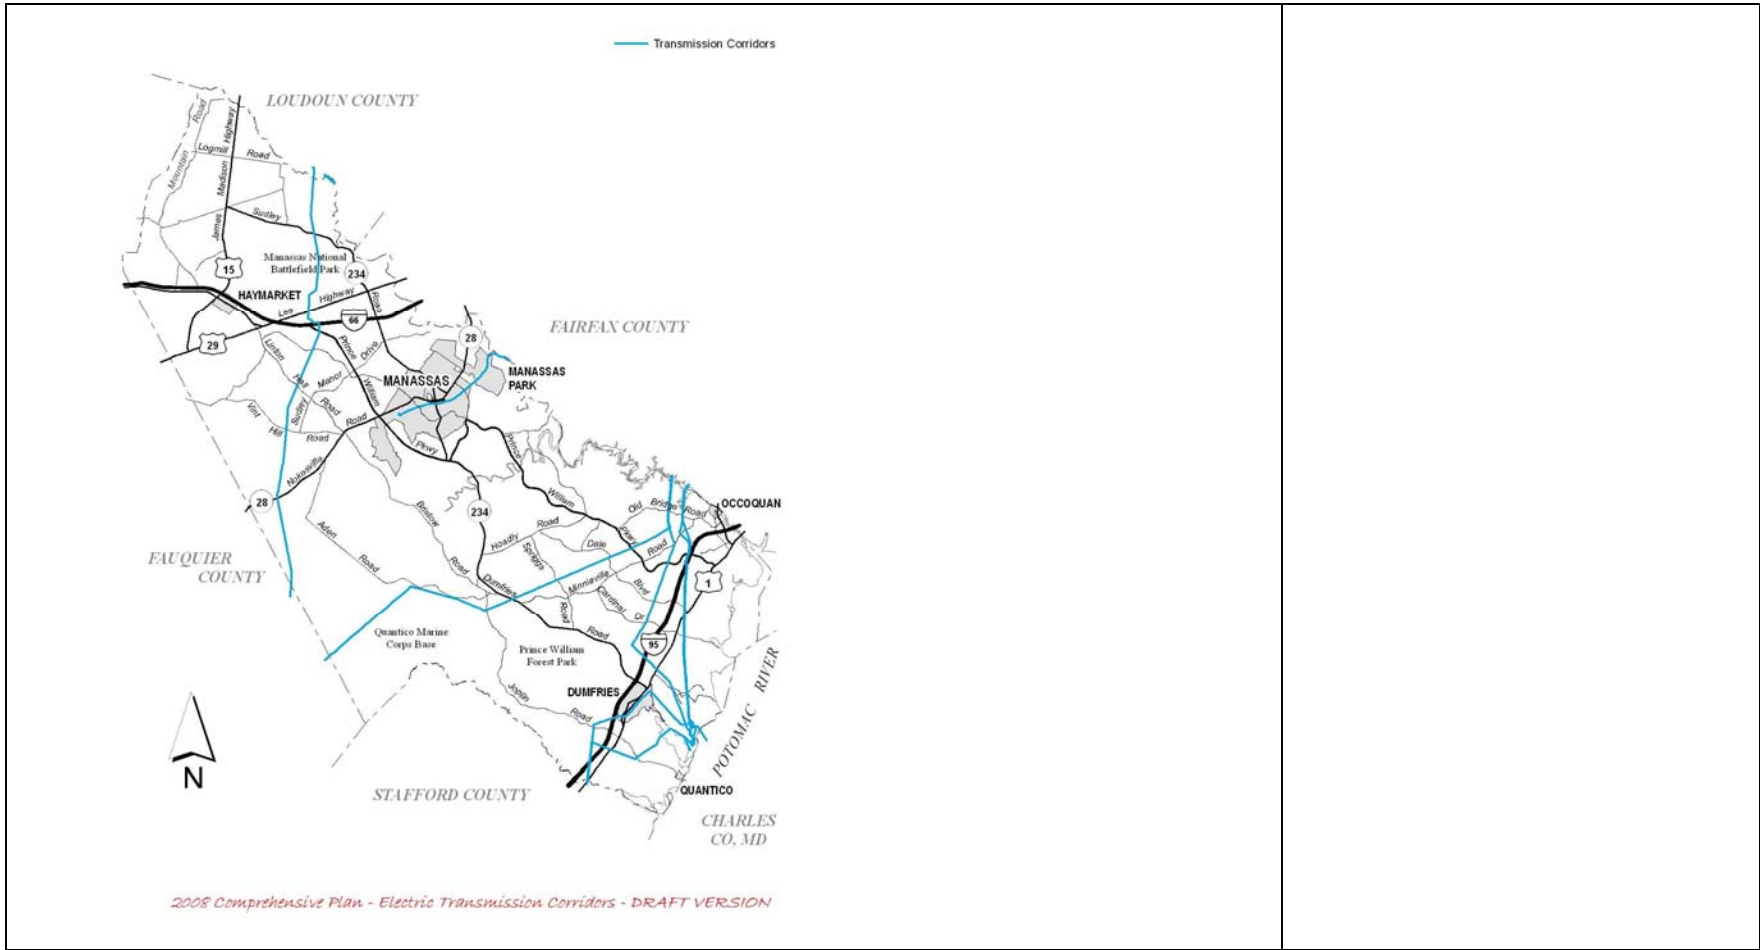 Transmission Corridors
LOUDOUN COUNTY
Road
Highway
Logmill
Road
Mountain
Madison
James
Sudley
Manassas National
Battlefield Park
234
15
HAYMARKET
Highway
Road
Lee
66
FAIRFAX COUNTY
28
29
Prince
Linton
Drive
MANASSAS
PARK
MANASSAS
Hall
Manor
William
Sudley
Road
Vint
Road
Hill
Road
Pkwy
Prince
Nokesville
28
William
Old
Bridge
Road
OCCOQUAN
Bristow
234
Road
Aden
Hoadly
Pkwy
Dale
Road
Spriggs
FAUQUIER
COUNTY
Road
Road
Dumfries
Minnieville
Blvd
1
Cardinal
Dr
Road
Quantico Marine
Corps Base
Road
95
Prince William
Forest Park
POTOMAC RIVER
Joplin
DUMFRIES
Road
N
STAFFORD COUNTY
QUANTICO
CHARLES
CO, MD
2008 Comprehensive Plan - Electric Transmission Corridors - DRAFT VERSION